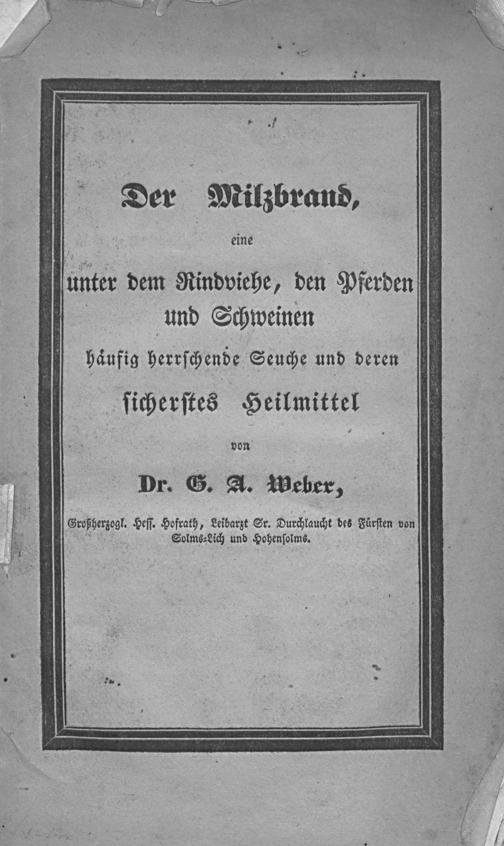 Der Milzbrand,
eine
unter dem Rindviehe, den Pferden
und Schweinen
häufig herrschende Seuche und deren
sicherstes Heilmittel
von
Dr. G. A. Weber,
Großherzogl. Hess. Hofrath, Leibarzt Sr. Durchlaucht des Fürsten von
Solms-Lich und Hohensolms.